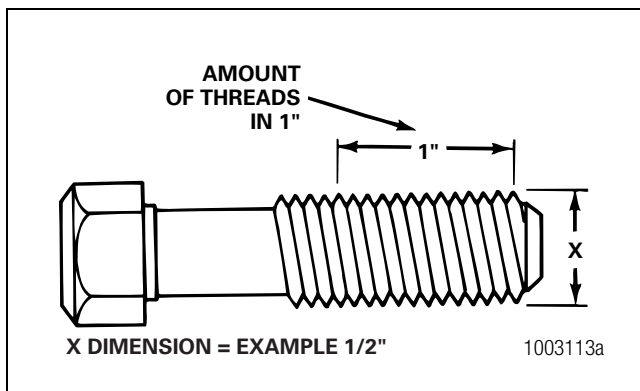 AMOUNT
OF THREADS
IN 1"
1"
X
X DIMENSION = EXAMPLE 1/2"
1003113a